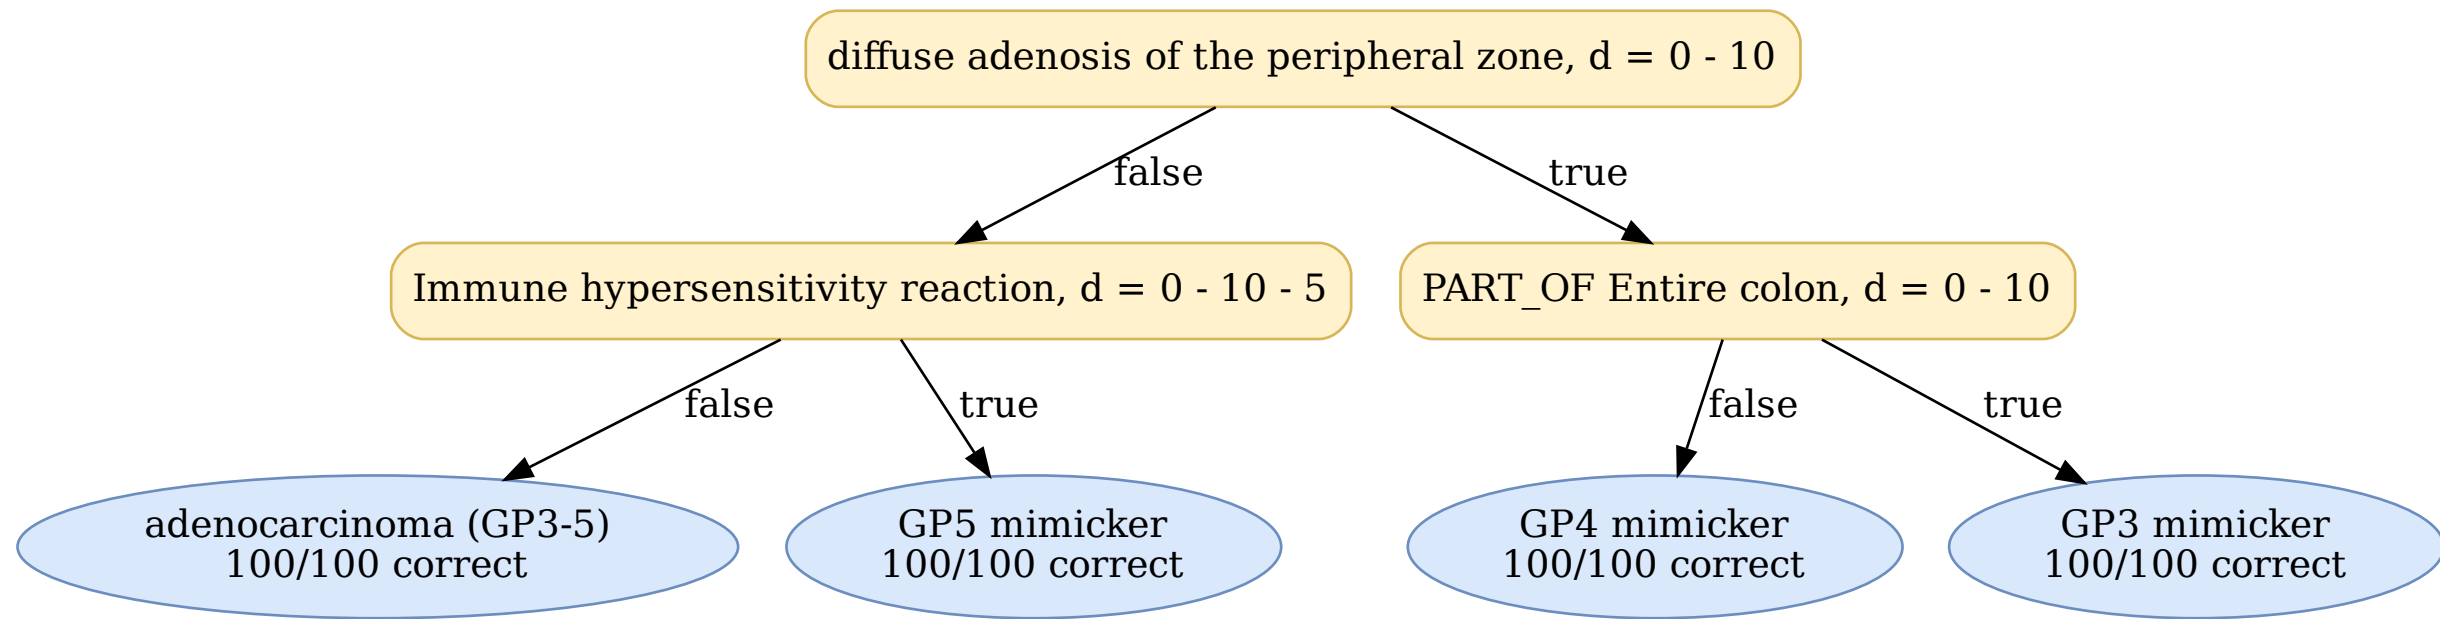 diffuse adenosis of the peripheral zone, d = 0 - 10
false
true
Immune hypersensitivity reaction, d = 0 - 10 - 5
PART_OF Entire colon, d = 0 - 10
false
true
false
true
adenocarcinoma (GP3-5)
100/100 correct
GP5 mimicker
100/100 correct
GP4 mimicker
100/100 correct
GP3 mimicker
100/100 correct